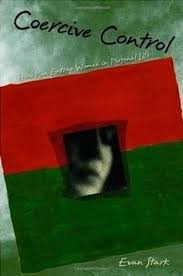 Coercive Control
How Men Entrap Women in Personal Life
Evan Stark